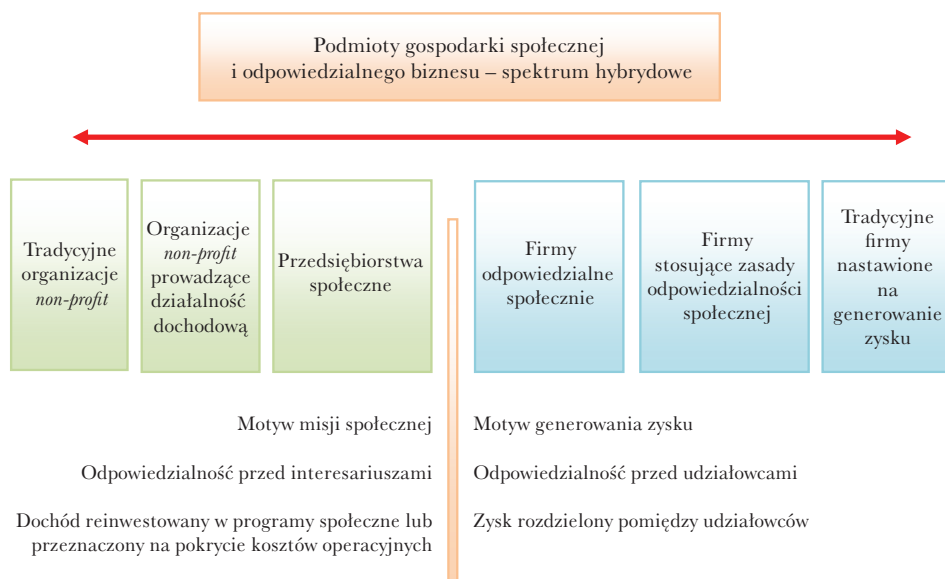 Podmioty gospodarki społecznej
i odpowiedzialnego biznesu – spektrum hybrydowe
Tradycyjne
organizacje
non-profit
Organizacje
non-profit
prowadzące
działalność
dochodową
Przedsiębiorstwa
społeczne
Firmy
odpowiedzialne
społecznie
Firmy
stosujące zasady
odpowiedzialności
społecznej
Tradycyjne
firmy
nastawione
na
generowanie
zysku
Motyw misji społecznej
Odpowiedzialność przed interesariuszami
Dochód reinwestowany w programy społeczne lub
przeznaczony na pokrycie kosztów operacyjnych
Motyw generowania zysku
Odpowiedzialność przed udziałowcami
Zysk rozdzielony pomiędzy udziałowców